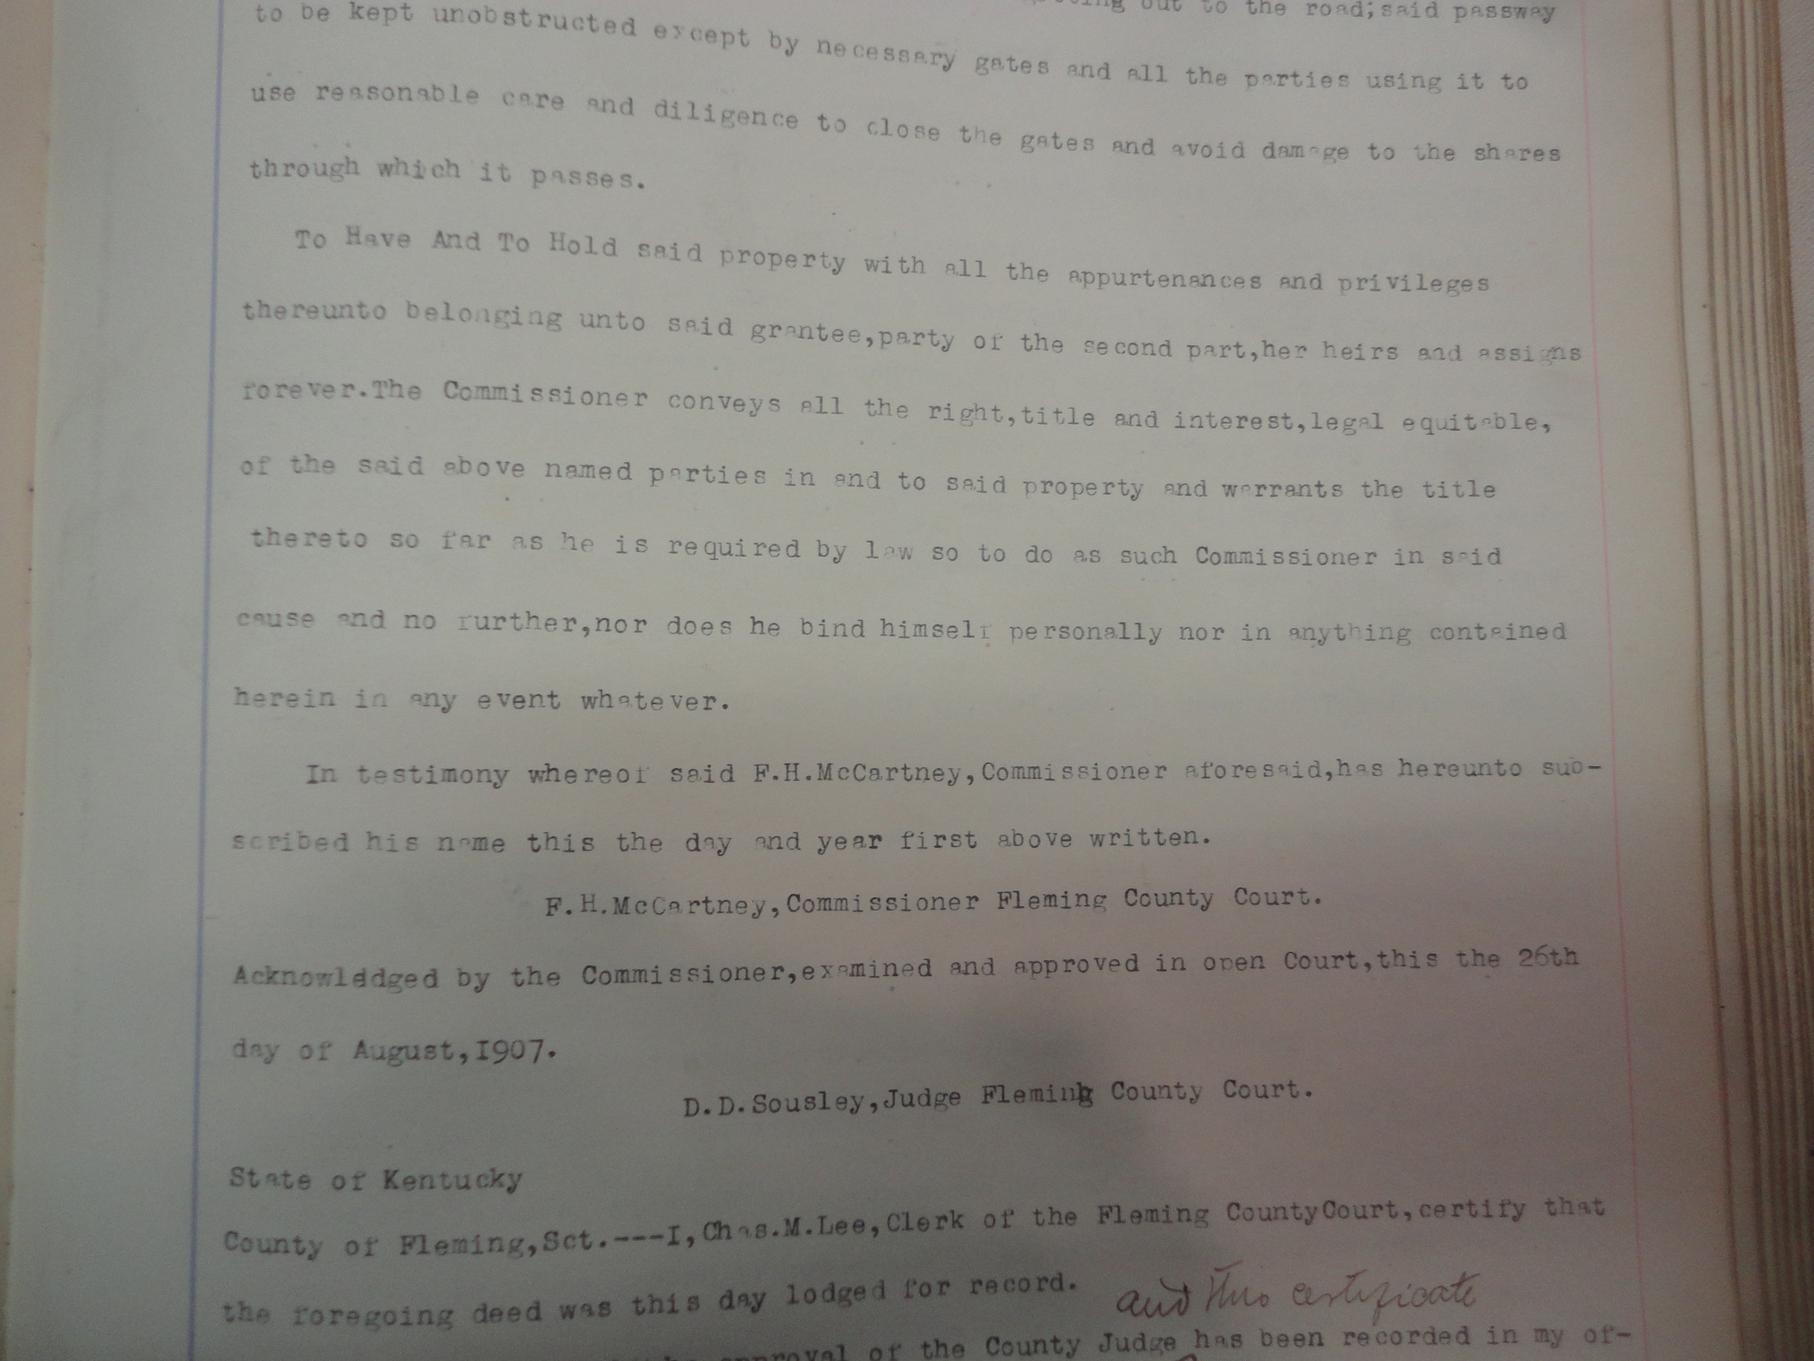 out to the road;said passway
to be kept unobstructed except by necessary gates and all the parties using it to
use reasonable care and diligence to close the gates and avoid damage to the shares
through which it passes.
To Have And To Hold said property with all the appurtenances and privileges
thereunto belonging unto said grantee,party of the second part,her heirs and assigns
forever.The Commissioner conveys all the right,title and interest,legal equitable,
of the said above named parties in and to said property and warrants the title
thereto so far as he is required by law so to do as such Commissioner in said
cause and no further,nor does he bind himself personally nor in anything contained
herein in any event whatever.
In testimony whereof said F.H.McCartney,Commissioner aforesaid,has hereunto sub-
scribed his name this the day and year first above written.
F.H.McCartney,Commissioner Fleming County Court.
Acknowlddged by the Commissioner,examined and approved in open Court,this the 26th
day of August,1907.
D.D.Sousley,Judge Fleming County Court.
State of Kentucky
County of Fleming,Sct.---I,Chas.M.Lee,Clerk of the Fleming CountyCourt,certify that
the foregoing deed was this day lodged for record. and this certificate
approval of the County Judge has been recorded in my of-